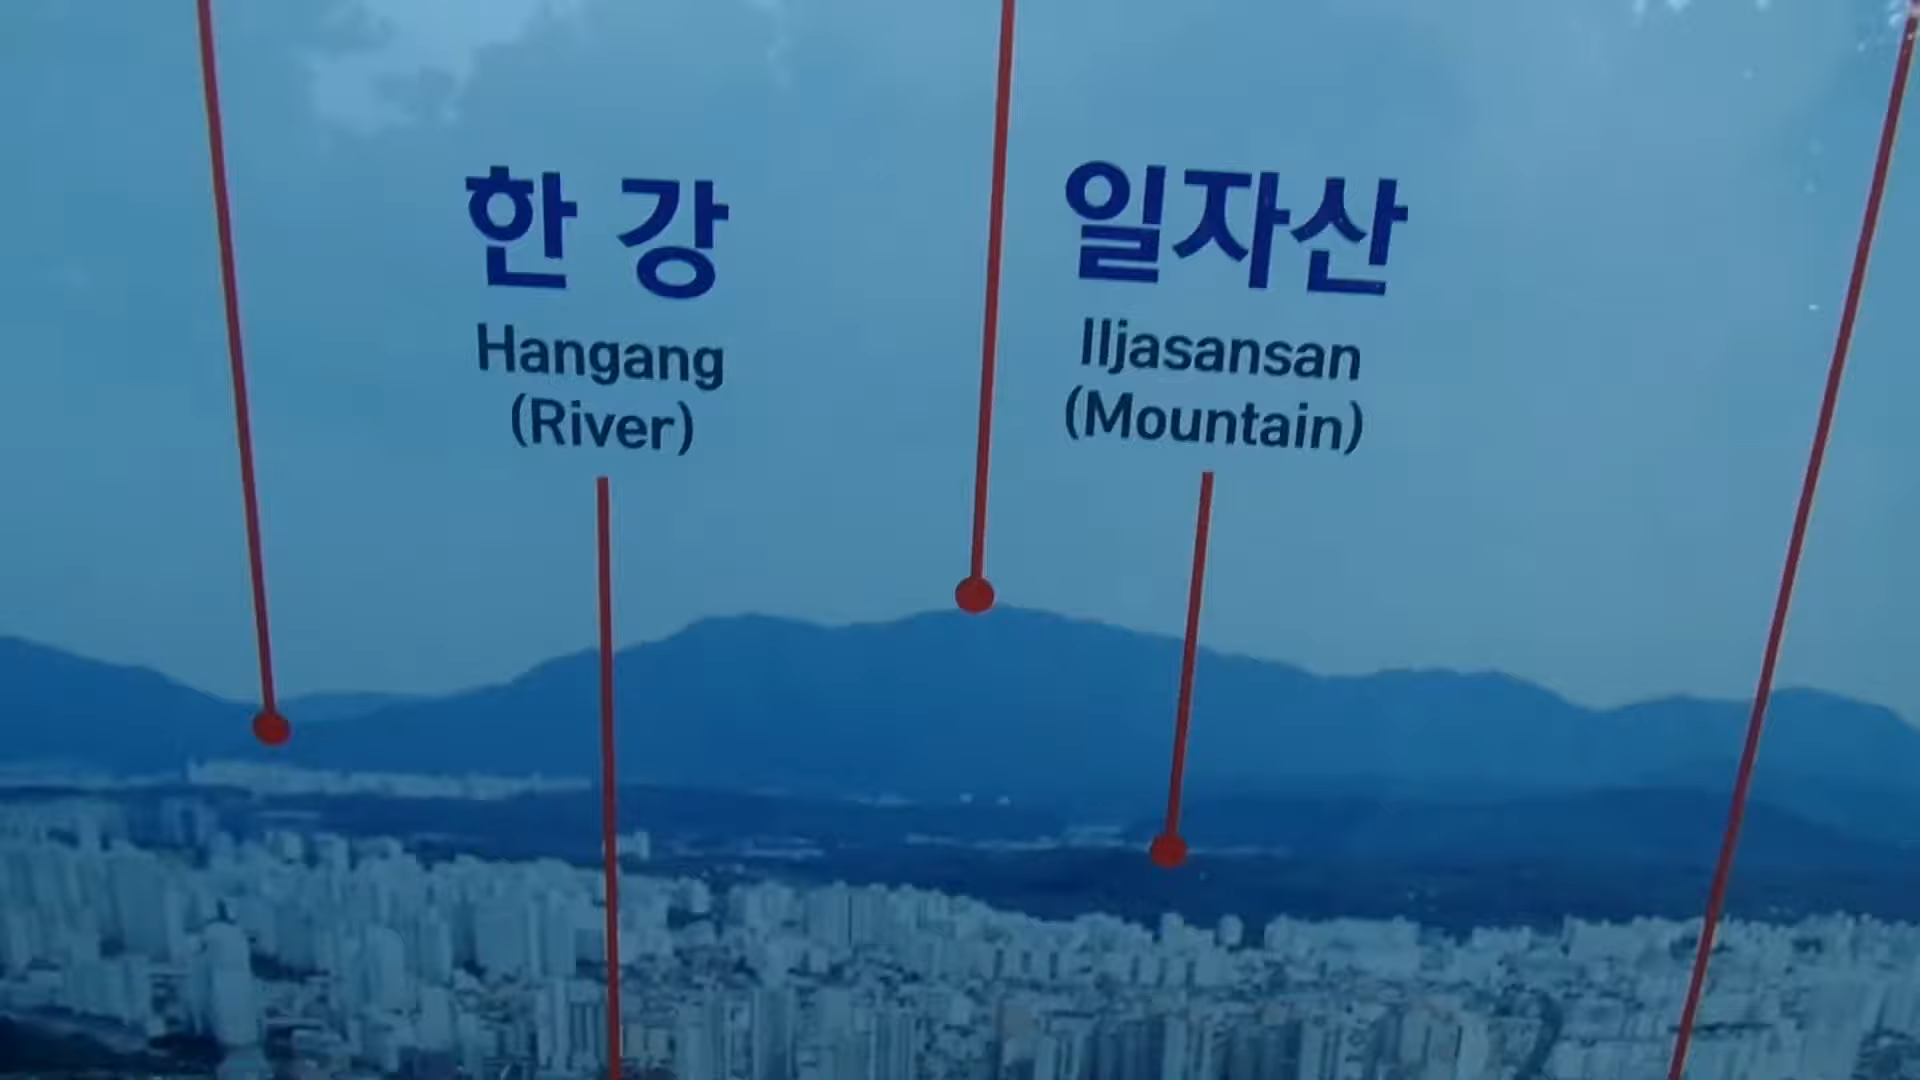 한 강
Hangang
(River)
일자산
Iljasansan
(Mountain)